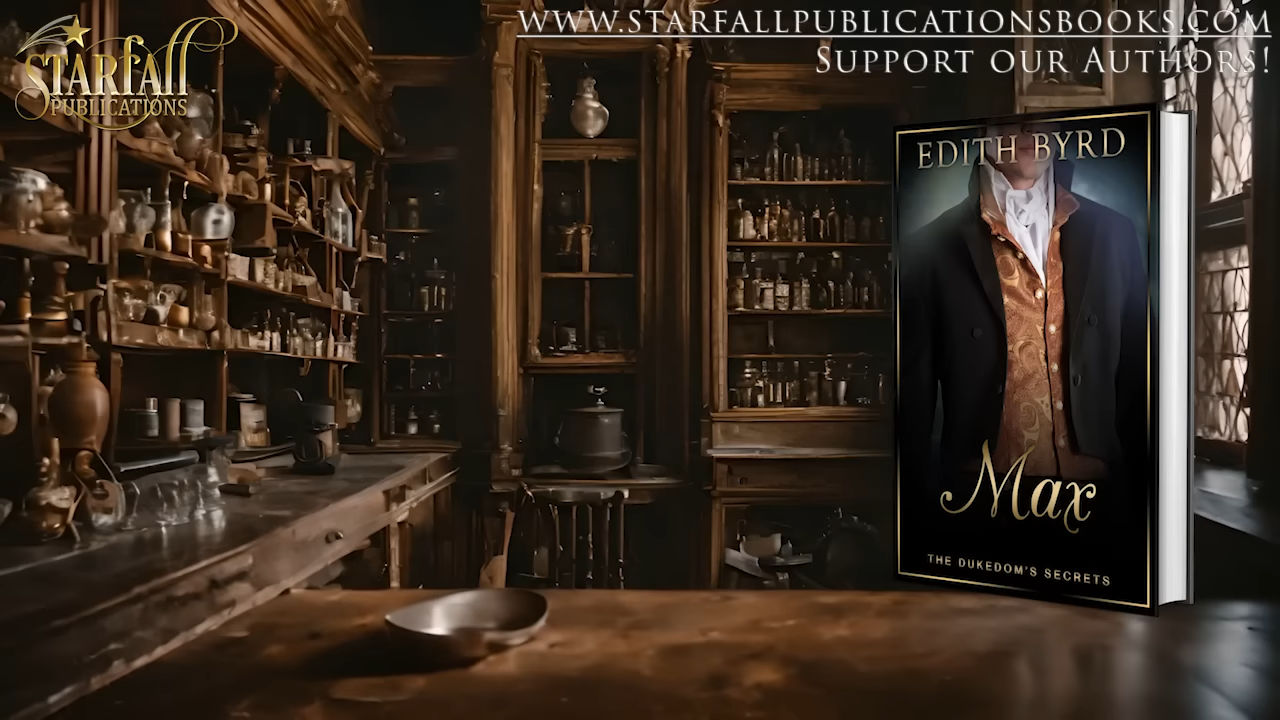 Starfall
Publications
www.starfallpublicationsbooks.com
Support our Authors!
EDITH BYRD
Max
THE DUKEDOM'S SECRETS